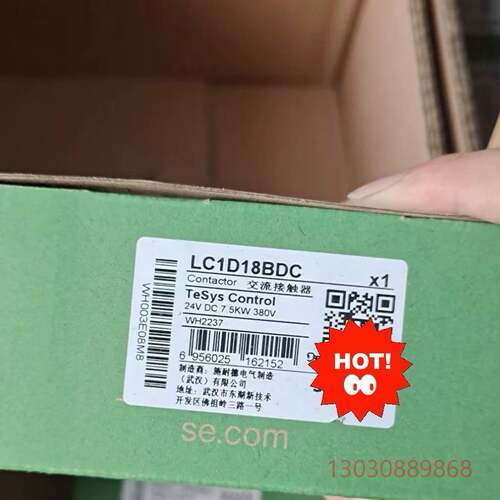 LC1D18BDC
x1
Contactor 交流接触器
TeSys Control
24V DC 7.5KW 380V
WH2237
WH003E08M8
6 956025 162152
HOT!
制造商：施耐德电气制造
（武汉）有限公司
地址：武汉市东湖新技术
开发区佛祖岭三路一号
se.com
13030889868